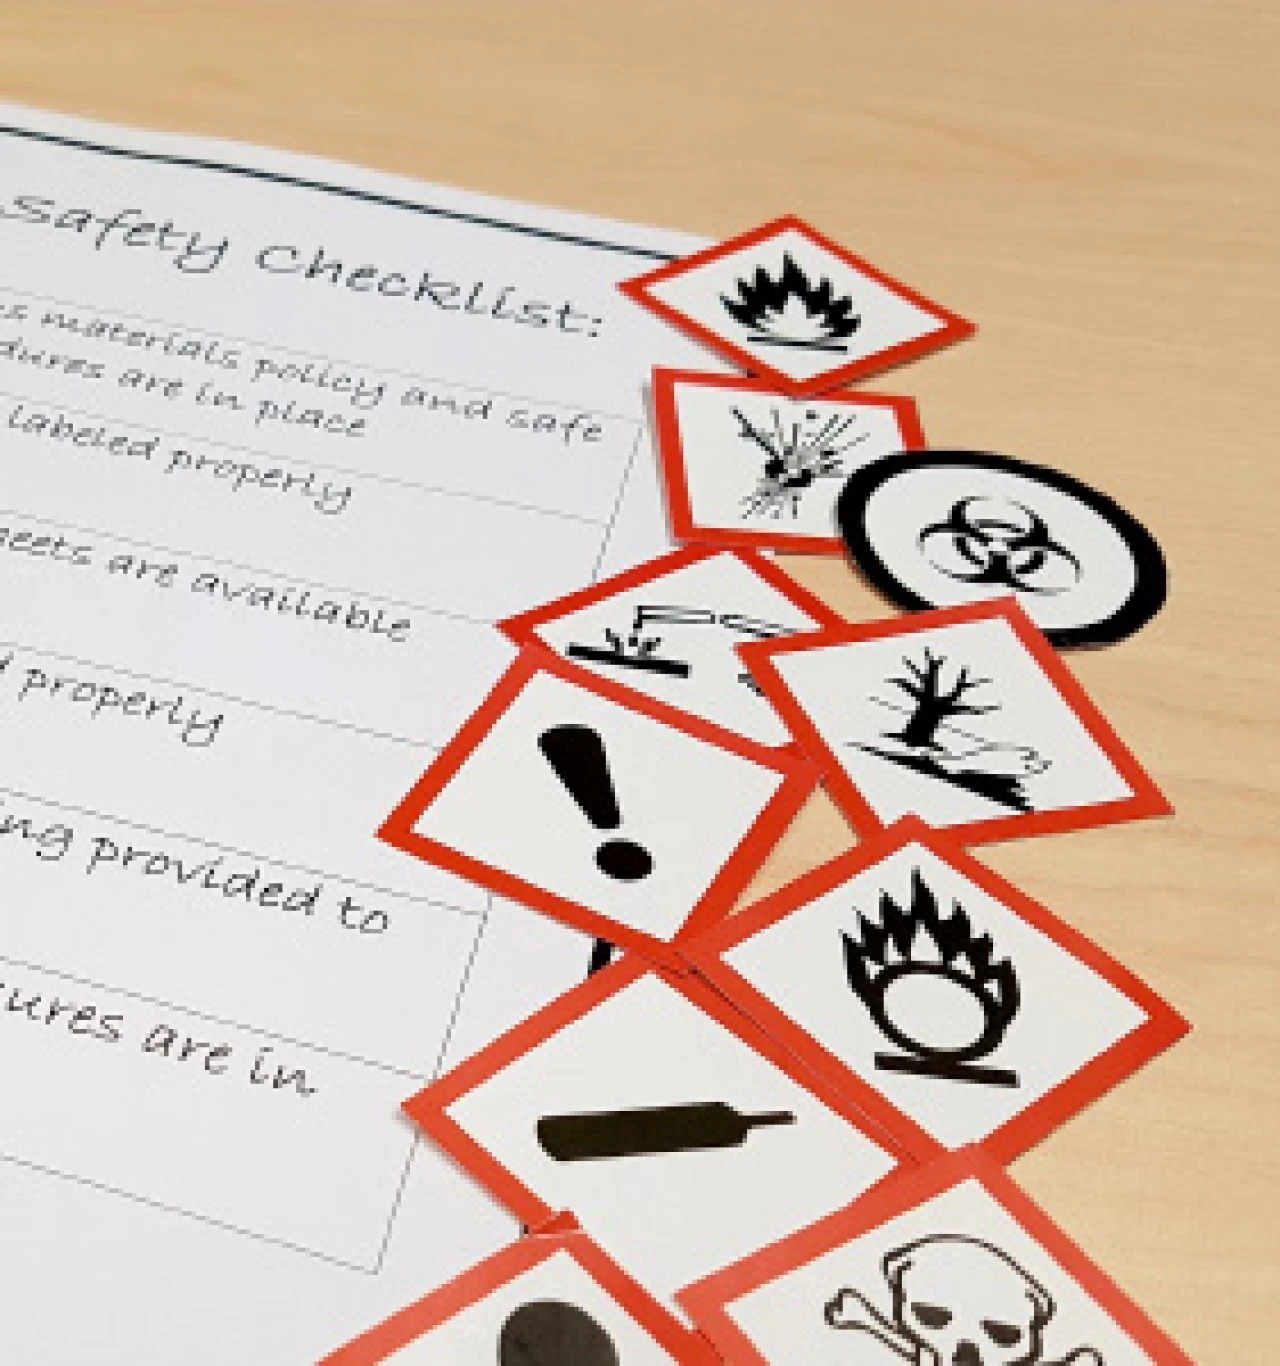 Safety Checklist:
s materials policy and safe
dures are in place
labeled properly
eets are available
d properly
ing provided to
ures are in